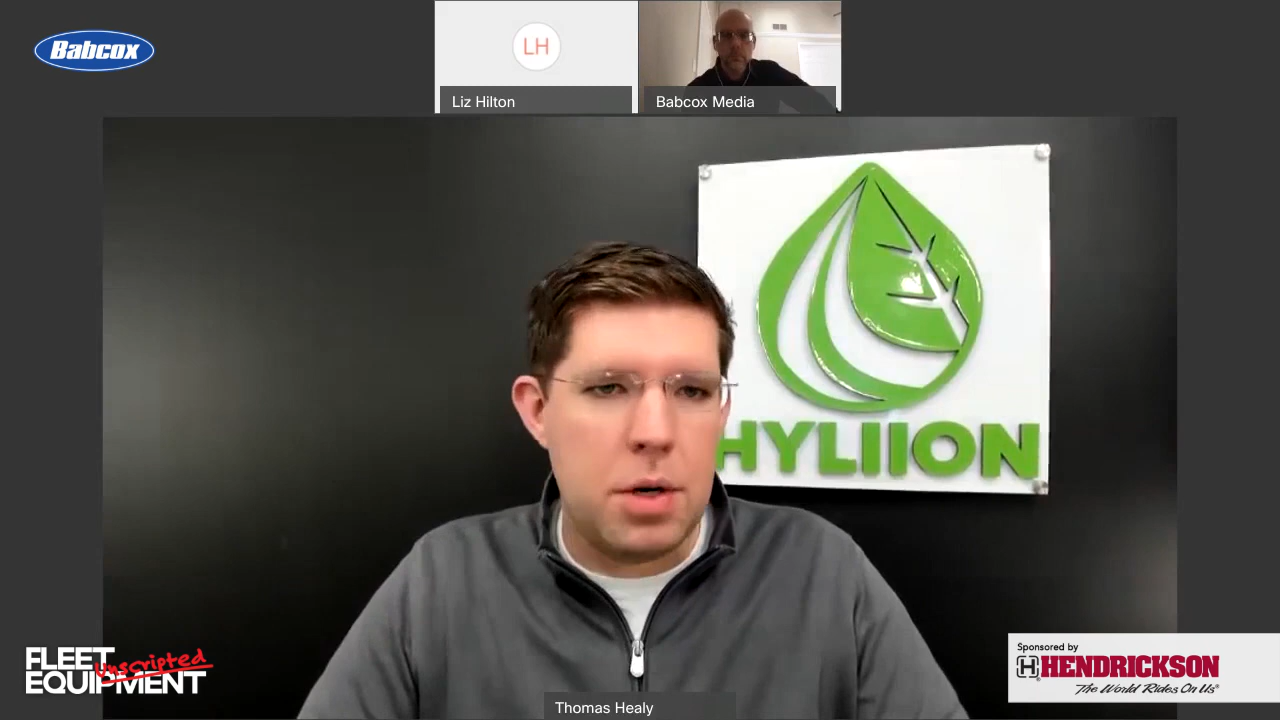 Babcox
LH
Liz Hilton
Babcox Media
HYLIION
FLEET
Unscripted
EQUIPMENT
Thomas Healy
Sponsored by
H HENDRICKSON
The World Rides On Us®